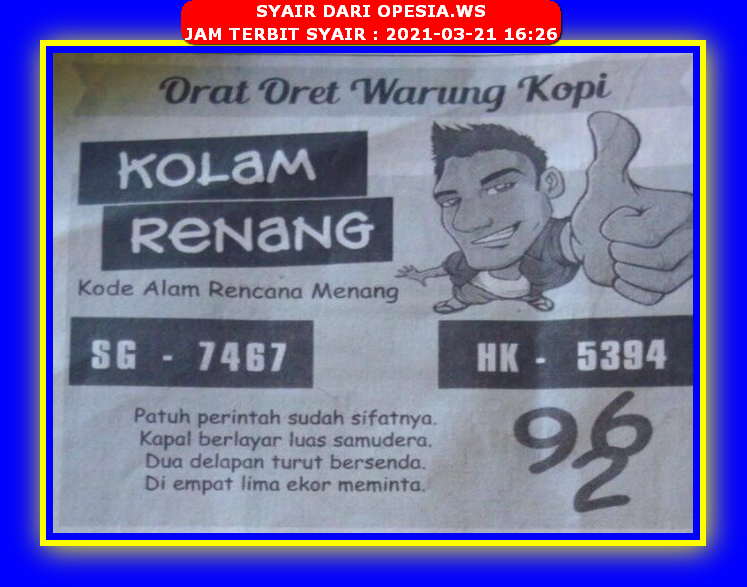 SYAIR DARI OPESIA.WS
JAM TERBIT SYAIR : 2021-03-21 16:26
Orat Oret Warung Kopi
KOLAM
RENANG
Kode Alam Rencana Menang
SG - 7467
HK - 5394
Patuh perintah sudah sifatnya.
Kapal berlayar luas samudera.
Dua delapan turut bersenda.
Di empat lima ekor meminta.
96
2